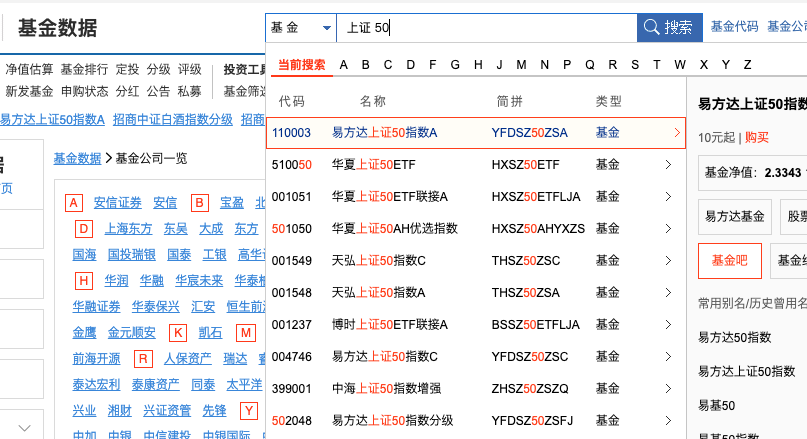 基金数据
基 金
上证 50
搜索
基金代码 基金公司
净值估算 基金排行 定投 分级 评级
投资工具
新发基金 申购状态 分红 公告 私募
基金筛选
易方达上证50指数A 招商中证白酒指数分级 招商
当前搜索 A B C D F G H J M N P Q R S T W X Y Z
代码 名称 简拼 类型
110003 易方达上证50指数A YFDSZ50ZSA 基金
510050 华夏上证50ETF HXSZ50ETF 基金
001051 华夏上证50ETF联接A HXSZ50ETFLJA 基金
501050 华夏上证50AH优选指数 HXSZ50AHYXZS 基金
001549 天弘上证50指数C THSZ50ZSC 基金
001548 天弘上证50指数A THSZ50ZSA 基金
001237 博时上证50ETF联接A BSSZ50ETFLJA 基金
004746 易方达上证50指数C YFDSZ50ZSC 基金
399001 中海上证50指数增强 ZHSZ50ZSZQ 基金
502048 易方达上证50指数分级 YFDSZ50ZSFJ 基金
易方达上证50指数
10元起 | 购买
基金净值: 2.3343 1
易方达基金 股票
基金吧 基金经
常用别名/历史曾用名
易方达50指数
易方达上证50指数
易基50
易基50指数
据
页
基金数据 > 基金公司一览
A 安信证券 安信 B 宝盈 北
D 上海东方 东吴 大成 东方
国海 国投瑞银 国泰 工银 高华
H 华润 华融 华宸未来 华泰柏
华融证券 华泰保兴 汇安 恒生前海
金鹰 金元顺安 K 凯石 M
前海开源 R 人保资产 瑞达 睿
泰达宏利 泰康资产 同泰 太平洋
兴业 湘财 兴证资管 先锋 Y
中加 中银 中信建投 中银国际 中